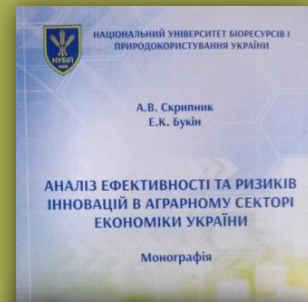 НАЦІОНАЛЬНИЙ УНІВЕРСИТЕТ БІОРЕСУРСІВ І
ПРИРОДОКОРИСТУВАННЯ УКРАЇНИ
НУБІП
А.В. Скрипник
Е.К. Букін
АНАЛІЗ ЕФЕКТИВНОСТІ ТА РИЗИКІВ
ІННОВАЦІЙ В АГРАРНОМУ СЕКТОРІ
ЕКОНОМІКИ УКРАЇНИ
Монографія